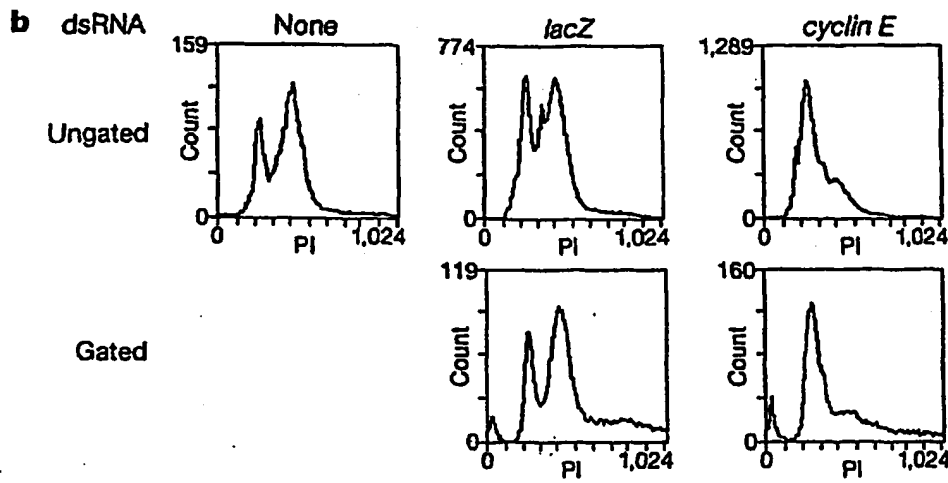 b dsRNA None lacZ cyclin E
159 774 1,289
Ungated Count Count Count
0 0 0
0 PI 1,024 0 PI 1,024 0 PI 1,024
119 160
Gated Count Count
0 0
0 PI 1,024 0 PI 1,024